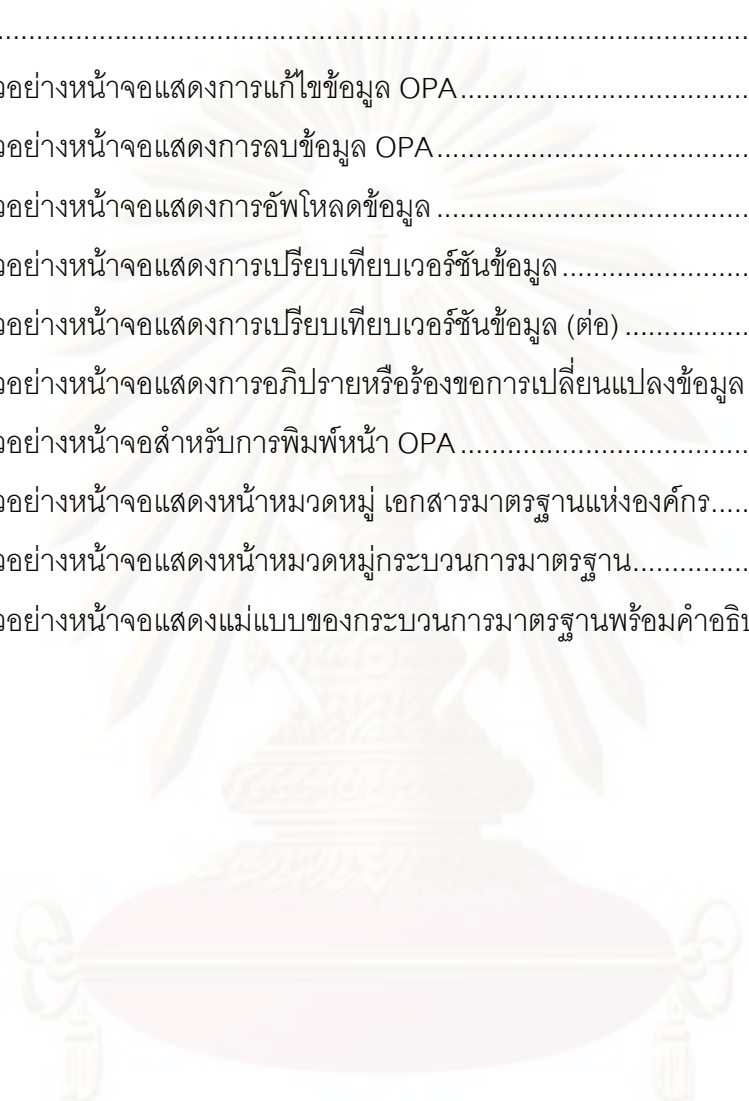 ...........................................................................................
วอย่างหน้าจอแสดงการแก้ไขข้อมูล OPA...................................
วอย่างหน้าจอแสดงการลบข้อมูล OPA......................................
วอย่างหน้าจอแสดงการอัพโหลดข้อมูล ......................................
วอย่างหน้าจอแสดงการเปรียบเทียบเวอร์ชันข้อมูล.......................
วอย่างหน้าจอแสดงการเปรียบเทียบเวอร์ชันข้อมูล (ต่อ) ...............
วอย่างหน้าจอแสดงการอภิปรายหรือร้องขอการเปลี่ยนแปลงข้อมูล
วอย่างหน้าจอสำหรับการพิมพ์หน้า OPA...................................
วอย่างหน้าจอแสดงหน้าหมวดหมู่ เอกสารมาตรฐานแห่งองค์กร.....
วอย่างหน้าจอแสดงหน้าหมวดหมู่กระบวนการมาตรฐาน...............
วอย่างหน้าจอแสดงแม่แบบของกระบวนการมาตรฐานพร้อมคำอธิบ